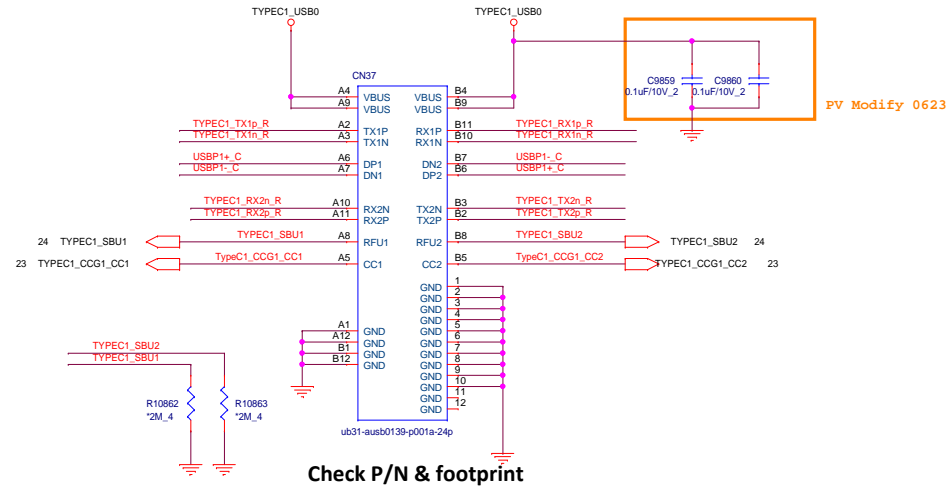 TYPEC1_USB0
TYPEC1_USB0
CN37
C9859
0.1uF/10V_2
C9860
0.1uF/10V_2
PV Modify 0623
A4 VBUS VBUS B4
A9 VBUS VBUS B9
TYPEC1_TX1p_R A2 TX1P RX1P B11 TYPEC1_RX1p_R
TYPEC1_TX1n_R A3 TX1N RX1N B10 TYPEC1_RX1n_R
USBP1+_C A6 DP1 DN2 B7 USBP1-_C
USBP1-_C A7 DN1 DP2 B6 USBP1+_C
TYPEC1_RX2n_R A10 RX2N TX2N B3 TYPEC1_TX2n_R
TYPEC1_RX2p_R A11 RX2P TX2P B2 TYPEC1_TX2p_R
24 TYPEC1_SBU1 TYPEC1_SBU1 A8 RFU1 RFU2 B8 TYPEC1_SBU2 TYPEC1_SBU2 24
23 TYPEC1_CCG1_CC1 TypeC1_CCG1_CC1 A5 CC1 CC2 B5 TypeC1_CCG1_CC2 TYPEC1_CCG1_CC2 23
GND 1
GND 2
GND 3
GND 4
A1 GND GND 5
A12 GND GND 6
B1 GND GND 7
B12 GND GND 8
GND 9
GND 10
GND 11
GND 12
TYPEC1_SBU2
TYPEC1_SBU1
R10862
*2M_4
R10863
*2M_4
ub31-ausb0139-p001a-24p
Check P/N & footprint